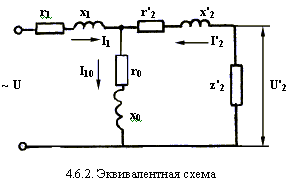 r₁ x₁ r'₂ x'₂
I₁ I'₂
I₁₀ r₀ z'₂
~ U U'₂
x₀
4.6.2. Эквивалентная схема